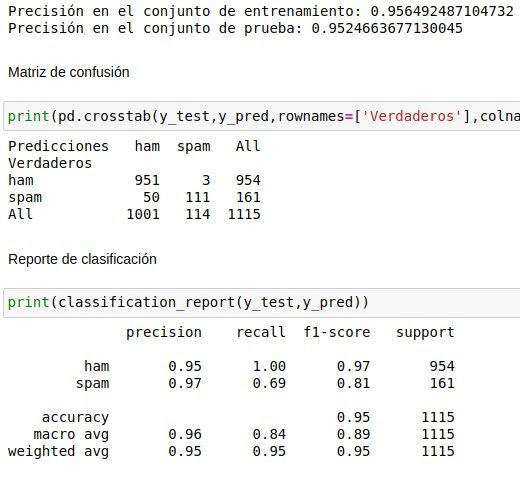 Precisión en el conjunto de entrenamiento: 0.956492487104732
Precisión en el conjunto de prueba: 0.9524663677130045
Matriz de confusión
print(pd.crosstab(y_test,y_pred,rownames=['Verdaderos'],colna
Predicciones ham spam All
Verdaderos
ham 951 3 954
spam 50 111 161
All 1001 114 1115
Reporte de clasificación
print(classification_report(y_test,y_pred))
precision recall f1-score support
ham 0.95 1.00 0.97 954
spam 0.97 0.69 0.81 161
accuracy 0.95 1115
macro avg 0.96 0.84 0.89 1115
weighted avg 0.95 0.95 0.95 1115